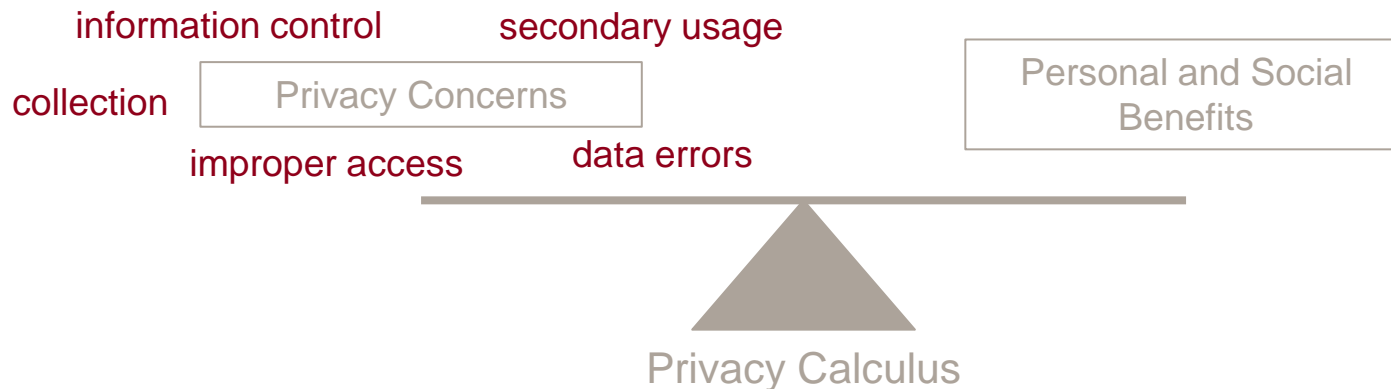 information control
secondary usage
collection
Privacy Concerns
Personal and Social
Benefits
improper access
data errors
Privacy Calculus